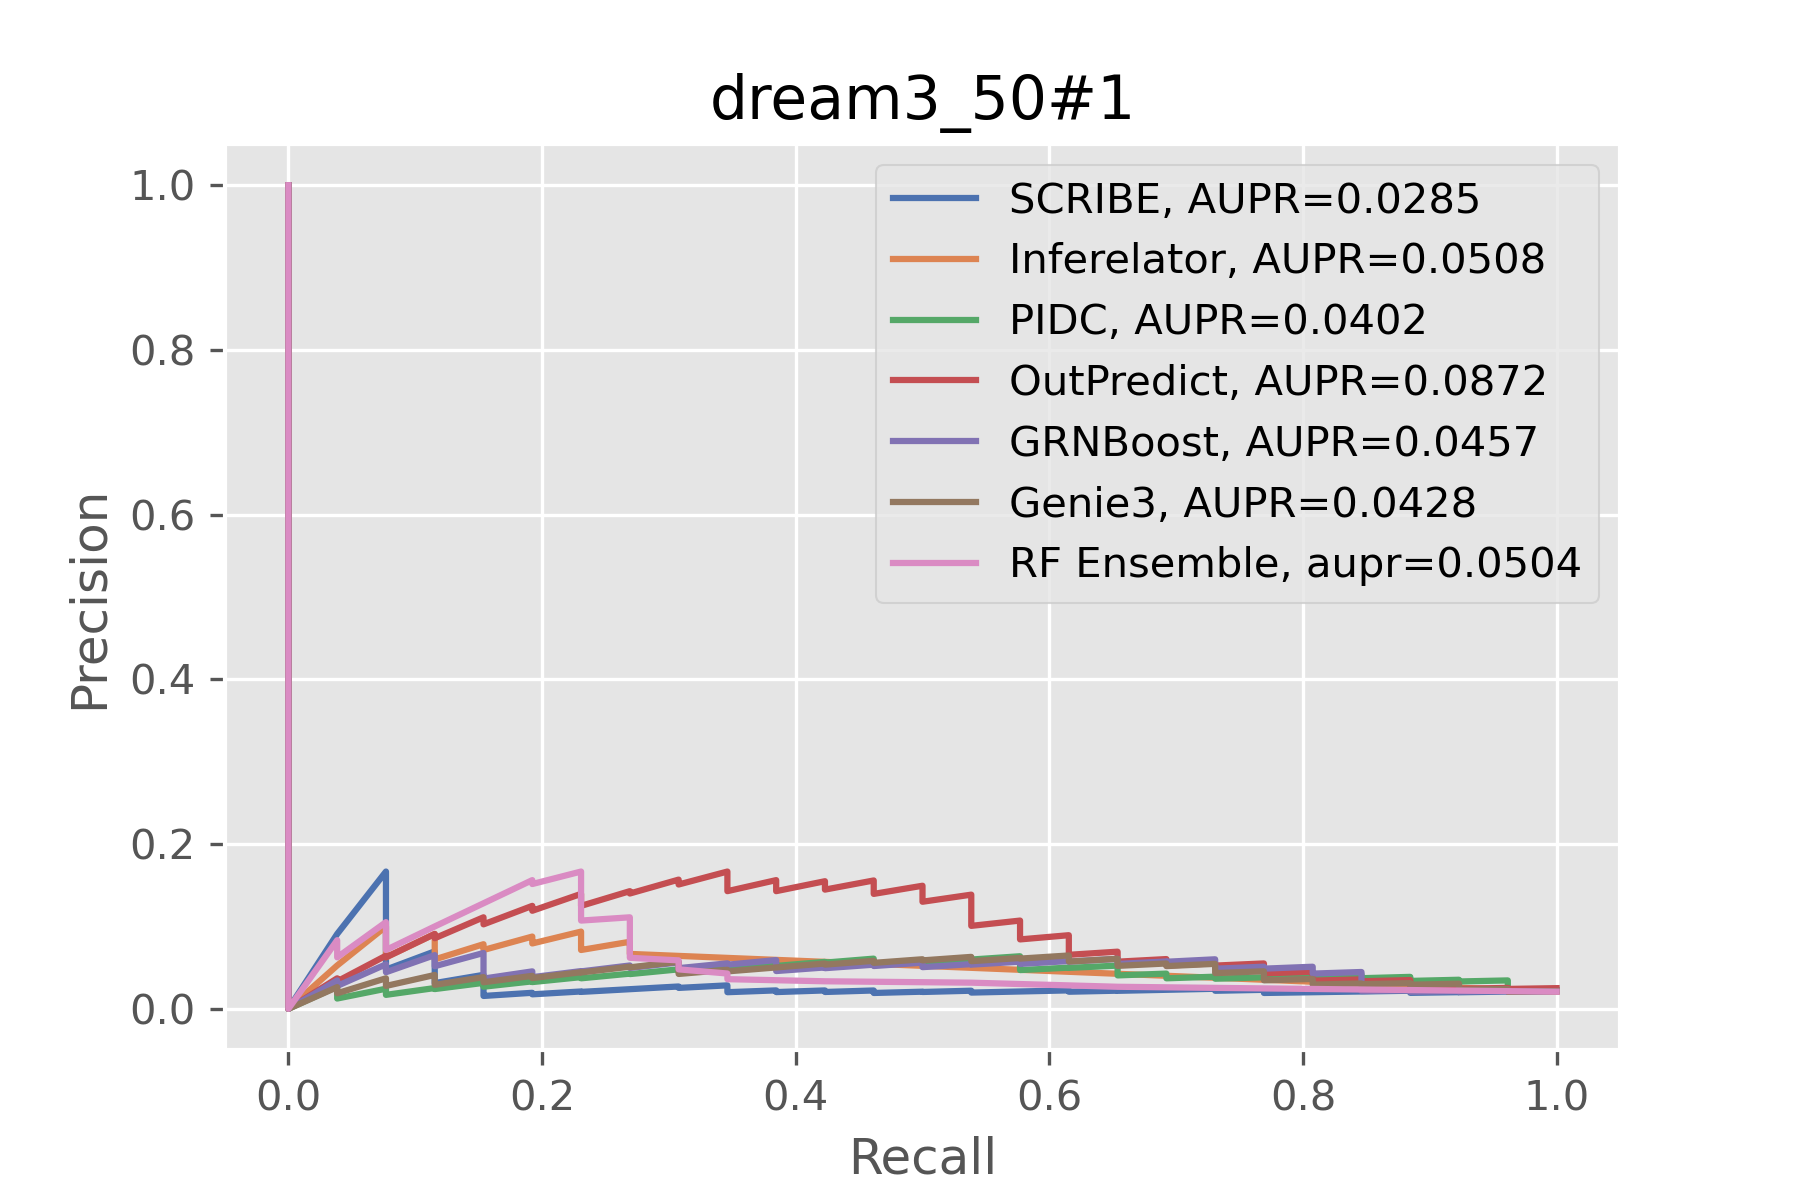 dream3_50#1
SCRIBE, AUPR=0.0285
Inferelator, AUPR=0.0508
PIDC, AUPR=0.0402
OutPredict, AUPR=0.0872
GRNBoost, AUPR=0.0457
Genie3, AUPR=0.0428
RF Ensemble, aupr=0.0504
Precision
1.0
0.8
0.6
0.4
0.2
0.0
0.0 0.2 0.4 0.6 0.8 1.0
Recall